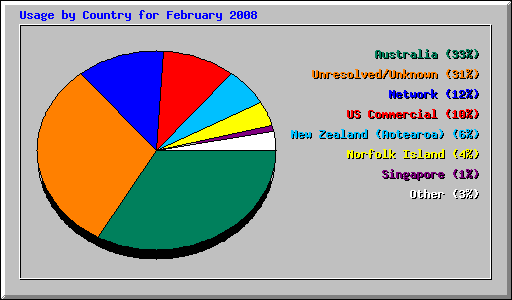 Usage by Country for February 2008
Australia (33%)
Unresolved/Unknown (31%)
Network (12%)
US Commercial (10%)
New Zealand (Aotearoa) (6%)
Norfolk Island (4%)
Singapore (1%)
Other (3%)